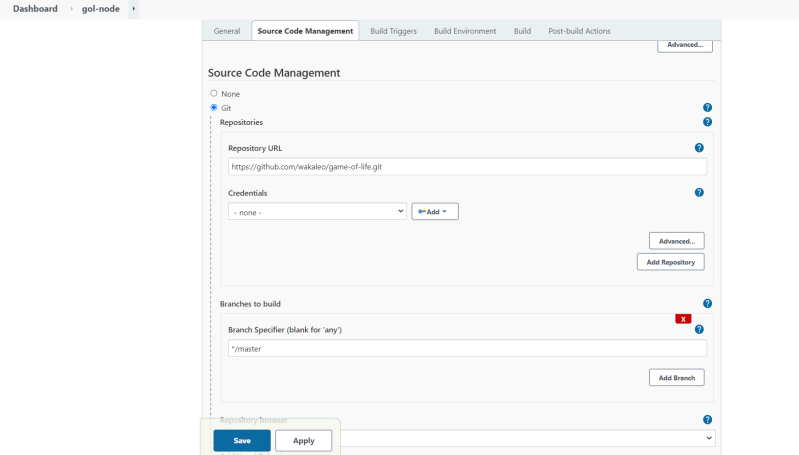 Dashboard gol-node
General Source Code Management Build Triggers Build Environment Build Post-build Actions
Advanced...
Source Code Management
None
Git
?
Repositories
?
Repository URL
?
https://github.com/wakaleo/game-of-life.git
Credentials
?
- none -
Add
Advanced...
Add Repository
Branches to build
?
X
Branch Specifier (blank for 'any')
?
*/master
Add Branch
Repository browser
?
Save Apply